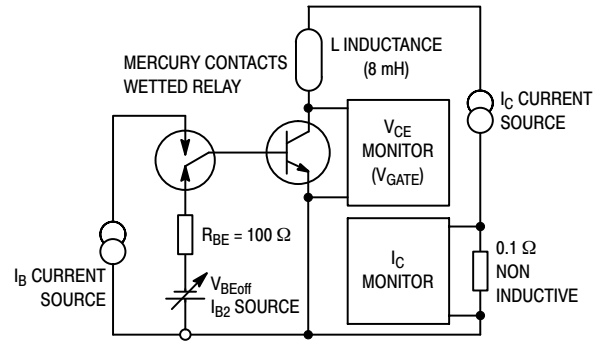 MERCURY CONTACTS
WETTED RELAY
L INDUCTANCE
(8 mH)
I_C CURRENT
SOURCE
V_CE
MONITOR
(V_GATE)
R_BE = 100 Ω
I_C
MONITOR
0.1 Ω
NON
INDUCTIVE
I_B CURRENT
SOURCE
V_BEoff
I_B2 SOURCE